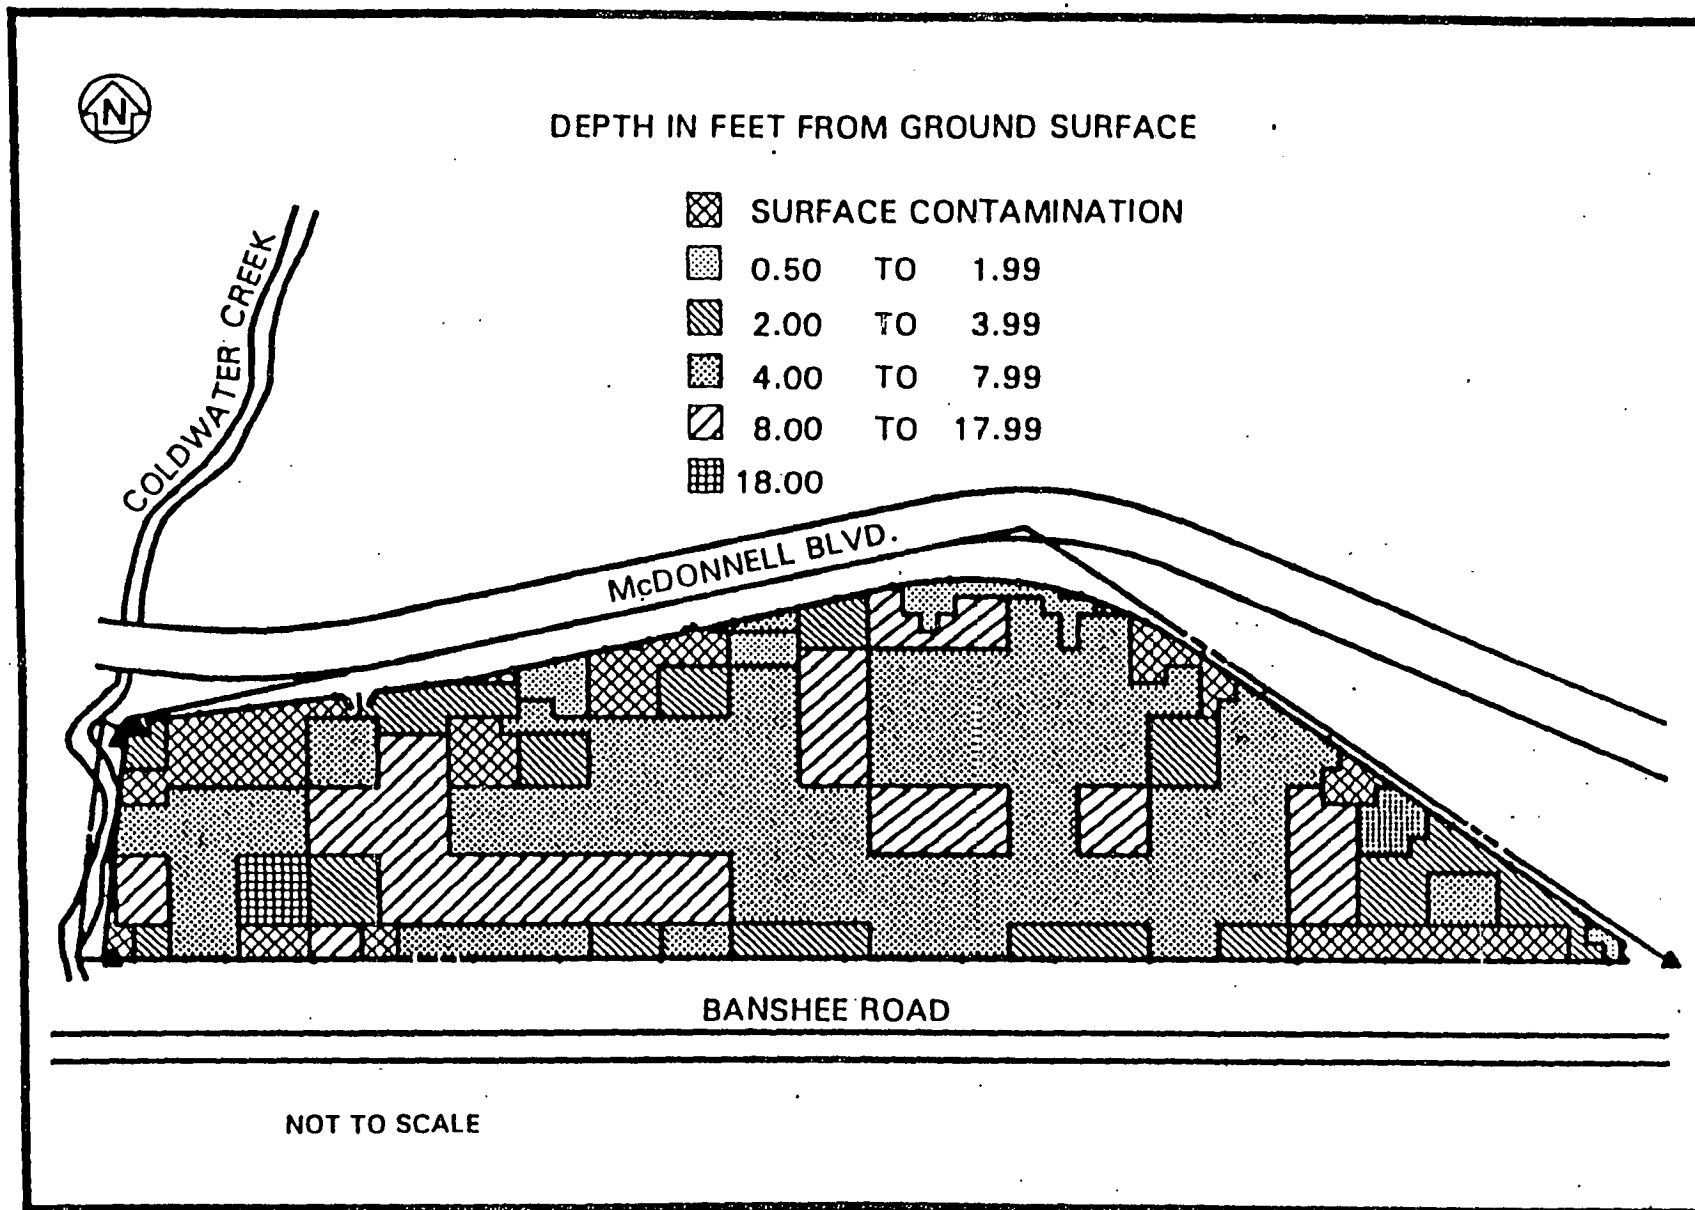 N
DEPTH IN FEET FROM GROUND SURFACE
SURFACE CONTAMINATION
0.50 TO 1.99
2.00 TO 3.99
4.00 TO 7.99
8.00 TO 17.99
18.00
COLDWATER CREEK
McDONNELL BLVD.
BANSHEE ROAD
NOT TO SCALE